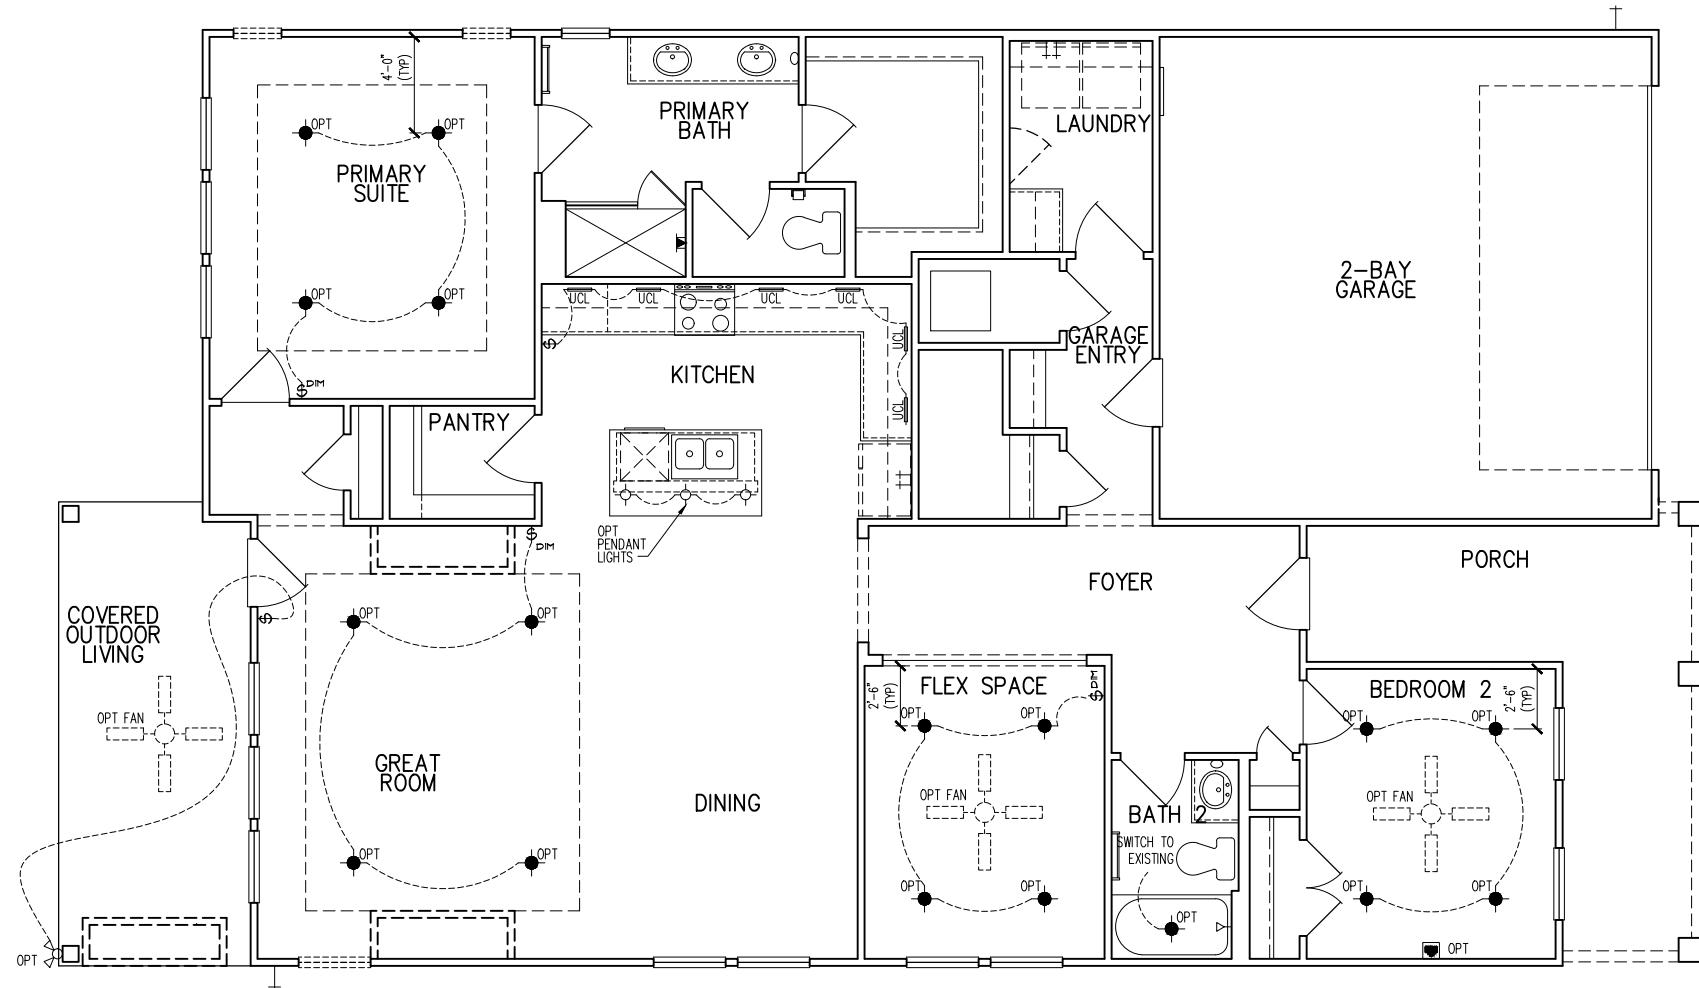 4'-0"
(TYP)
OPT
OPT
PRIMARY
SUITE
OPT
OPT
$DIM
PRIMARY
BATH
LAUNDRY
2-BAY
GARAGE
GARAGE
ENTRY
UCL
UCL
UCL
UCL
UCL
UCL
$
KITCHEN
PANTRY
OPT
PENDANT
LIGHTS
$
DIM
FOYER
PORCH
COVERED
OUTDOOR
LIVING
OPT FAN
OPT
$
OPT
OPT
GREAT
ROOM
OPT
OPT
DINING
2'-6"
(TYP)
FLEX SPACE
$DIM
OPT
OPT
OPT FAN
OPT
OPT
BATH 2
SWITCH TO
EXISTING
OPT
BEDROOM 2
2'-6"
(TYP)
OPT
OPT
OPT FAN
OPT
OPT
OPT